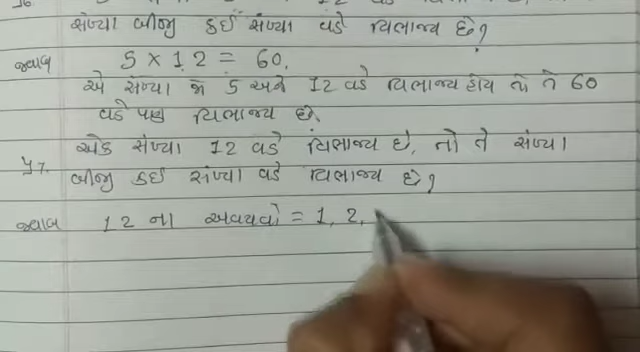 સંખ્યા બીજી કઈ સંખ્યા વડે વિભાજ્ય છે?
જવાબ 5 × 12 = 60.
એ સંખ્યા જે 5 અને 12 વડે વિભાજ્ય હોય તો તે 60
વડે પણ વિભાજ્ય છે.
પ્ર 7. એક સંખ્યા 12 વડે વિભાજ્ય છે, તો તે સંખ્યા
બીજી કઈ સંખ્યા વડે વિભાજ્ય છે?
જવાબ 12 ના અવયવો = 1, 2,